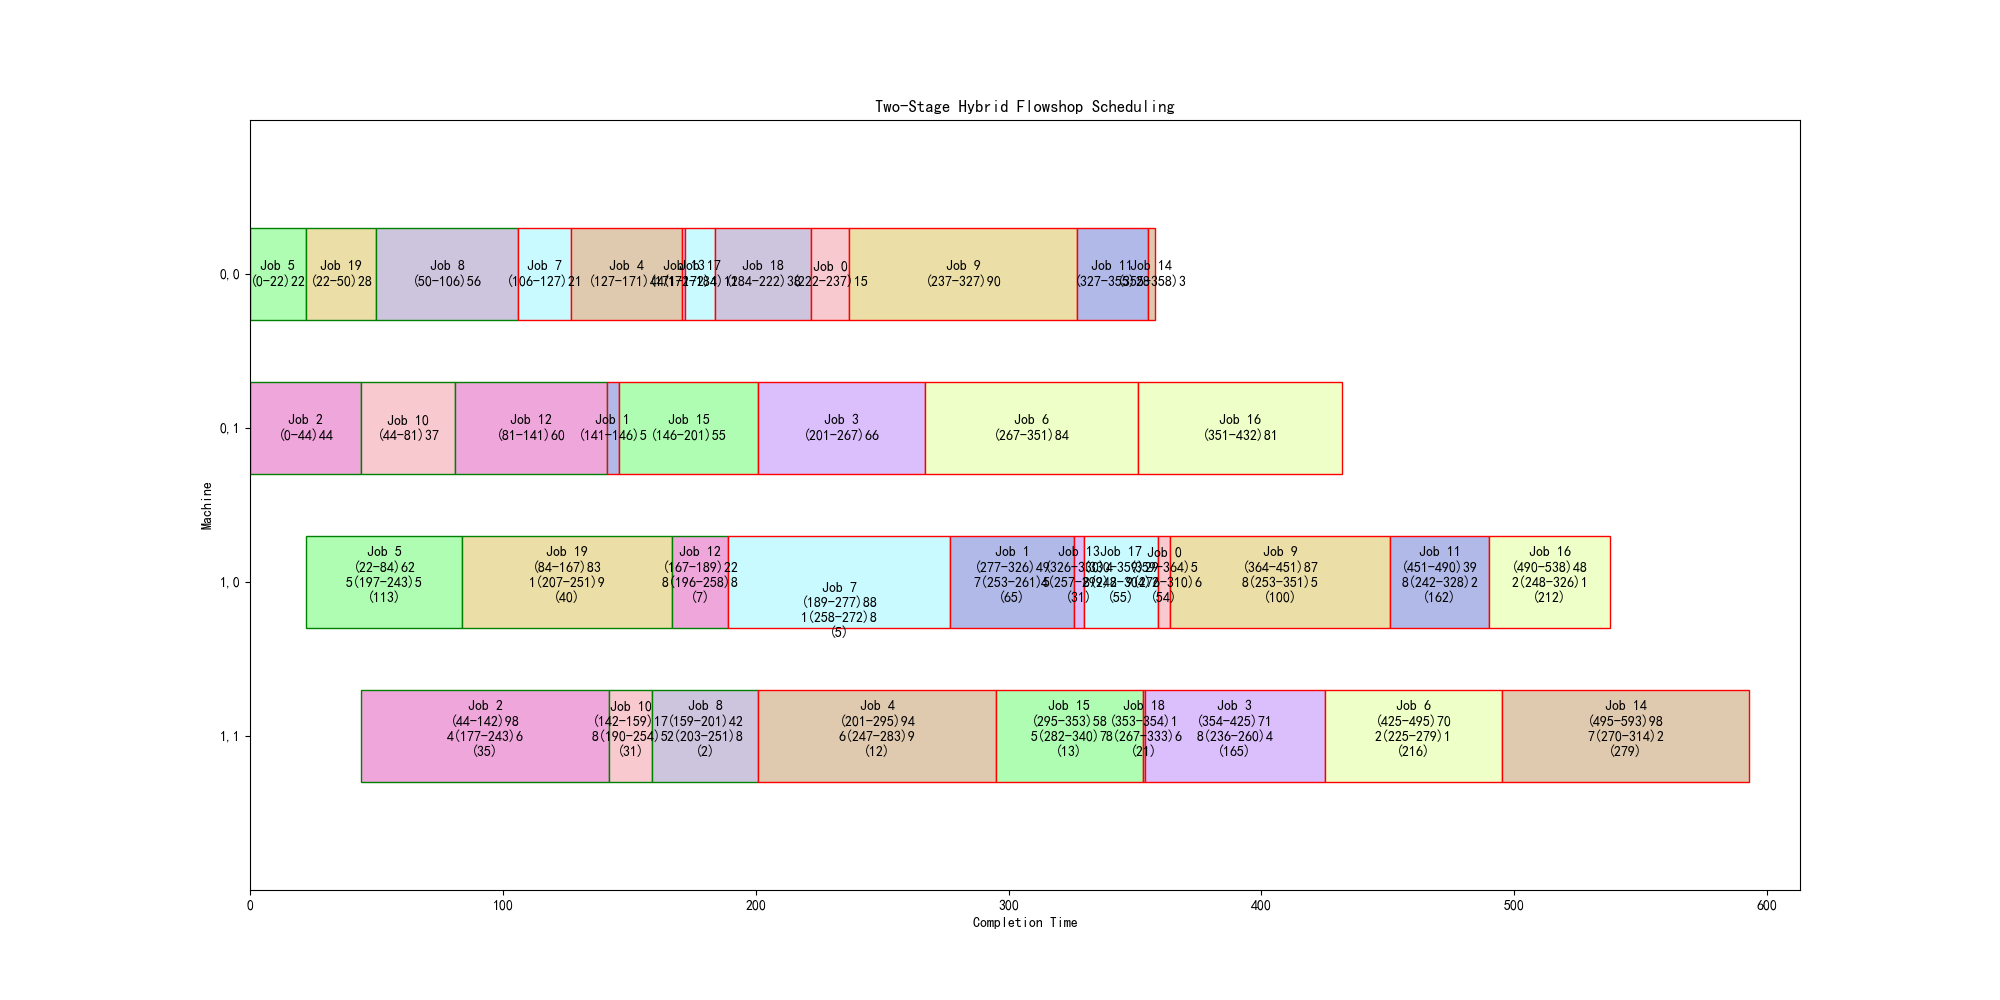 Two-Stage Hybrid Flowshop Scheduling
Machine
0,0
Job 5
(0-22)22
Job 19
(22-50)28
Job 8
(50-106)56
Job 7
(106-127)21
Job 4
(127-171)44
Job 17
Job 18
(184-222)38
Job 0
(222-237)15
Job 9
(237-327)90
Job 11
(327-355)28
Job 14
(355-358)3
0,1
Job 2
(0-44)44
Job 10
(44-81)37
Job 12
(81-141)60
Job 1
(141-146)5
Job 15
(146-201)55
Job 3
(201-267)66
Job 6
(267-351)84
Job 16
(351-432)81
1,0
Job 5
(22-84)62
5(197-243)5
(113)
Job 19
(84-167)83
1(207-251)9
(40)
Job 12
(167-189)22
8(196-258)8
(7)
Job 7
(189-277)88
1(258-272)8
(5)
Job 1
(277-326)49
7(253-261)4
(65)
Job 13
(326-330)4
(31)
Job 17
(330-359)29
(55)
Job 0
(359-364)5
(54)
Job 9
(364-451)87
8(253-351)5
(100)
Job 11
(451-490)39
8(242-328)2
(162)
Job 16
(490-538)48
2(248-326)1
(212)
1,1
Job 2
(44-142)98
4(177-243)6
(35)
Job 10
(142-159)17
8(190-254)5
(31)
Job 8
(159-201)42
2(203-251)8
(2)
Job 4
(201-295)94
6(247-283)9
(12)
Job 15
(295-353)58
5(282-340)7
(13)
Job 18
(353-354)1
8(267-333)6
(21)
Job 3
(354-425)71
8(236-260)4
(165)
Job 6
(425-495)70
2(225-279)1
(216)
Job 14
(495-593)98
7(270-314)2
(279)
0
100
200
300
400
500
600
Completion Time